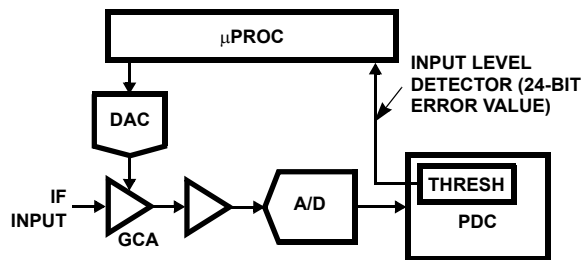 μPROC
INPUT LEVEL
DETECTOR (24-BIT
ERROR VALUE)
DAC
THRESH
IF
INPUT
A/D
PDC
GCA